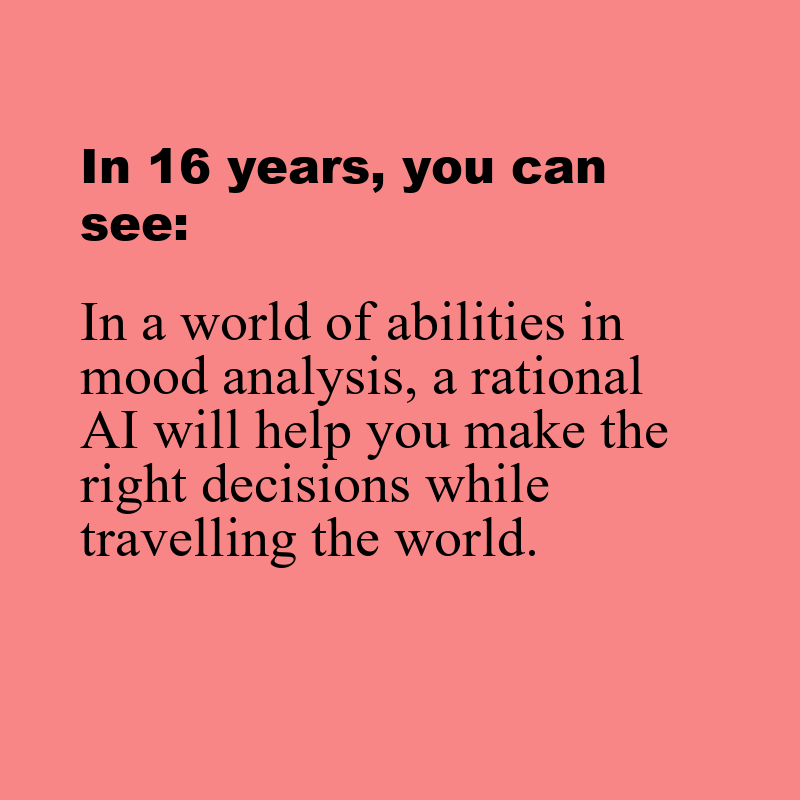 In 16 years, you can
see:
In a world of abilities in
mood analysis, a rational
AI will help you make the
right decisions while
travelling the world.